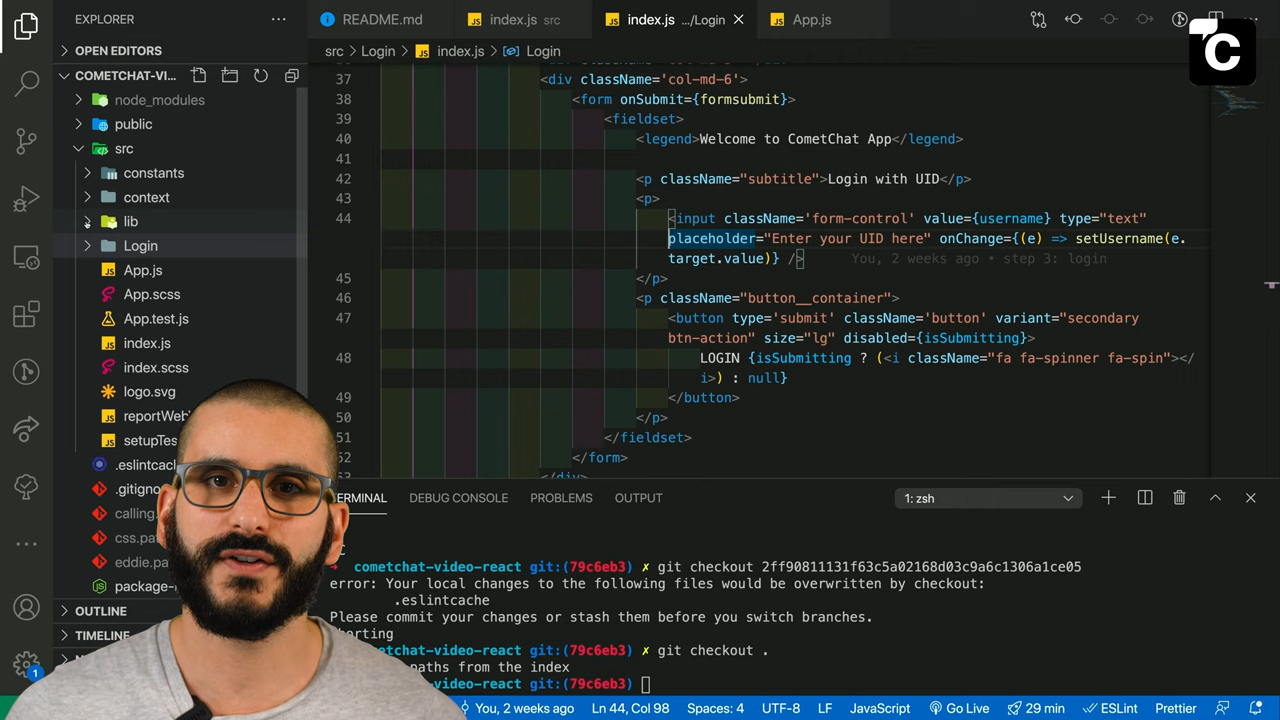 EXPLORER
OPEN EDITORS
COMETCHAT-VI...
node_modules
public
src
constants
context
lib
Login
App.js
App.scss
App.test.js
index.js
index.scss
logo.svg
reportWeb
setupTes
.eslintcache
.gitigno
calling.
css.pa
eddie.pa
package-
OUTLINE
TIMELINE
1
README.md
index.js src
index.js .../Login
App.js
C
src Login index.js Login
37 <div className='col-md-6'>
38 <form onSubmit={formsubmit}>
39 <fieldset>
40 <legend>Welcome to CometChat App</legend>
41
42 <p className="subtitle">Login with UID</p>
43 <p>
44 <input className='form-control' value={username} type="text"
placeholder="Enter your UID here" onChange={(e) => setUsername(e.
target.value)} /> You, 2 weeks ago • step 3: login
45 </p>
46 <p className="button__container">
47 <button type='submit' className='button' variant="secondary
btn-action" size="lg" disabled={isSubmitting}>
48 LOGIN {isSubmitting ? (<i className="fa fa-spinner fa-spin"></
i>) : null}
49 </button>
50 </p>
51 </fieldset>
52 </form>
</div>
TERMINAL DEBUG CONSOLE PROBLEMS OUTPUT 1: zsh
cometchat-video-react git:(79c6eb3) ✗ git checkout 2ff90811131f63c5a02168d03c9a6c1306a1ce05
error: Your local changes to the following files would be overwritten by checkout:
.eslintcache
Please commit your changes or stash them before you switch branches.
orting
cometchat-video-react git:(79c6eb3) ✗ git checkout .
paths from the index
cometchat-video-react git:(79c6eb3) ✗
You, 2 weeks ago Ln 44, Col 98 Spaces: 4 UTF-8 LF JavaScript Go Live 29 min ESLint Prettier